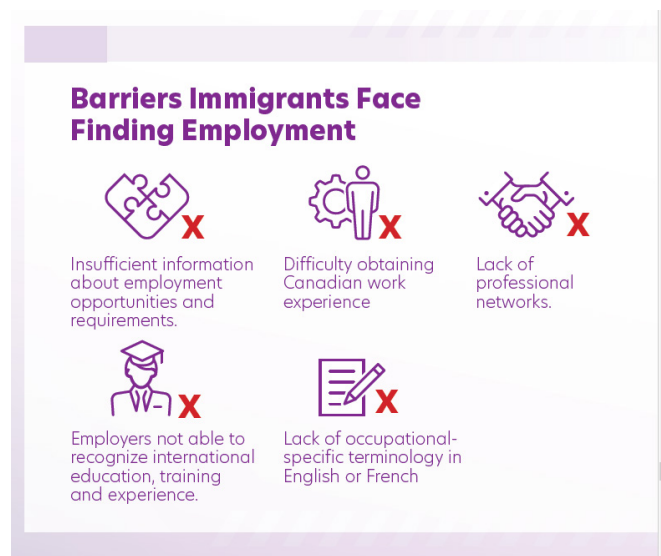 Barriers Immigrants Face
Finding Employment
Insufficient information
about employment
opportunities and
requirements.
Difficulty obtaining
Canadian work
experience
Lack of
professional
networks.
Employers not able to
recognize international
education, training
and experience.
Lack of occupational-
specific terminology in
English or French